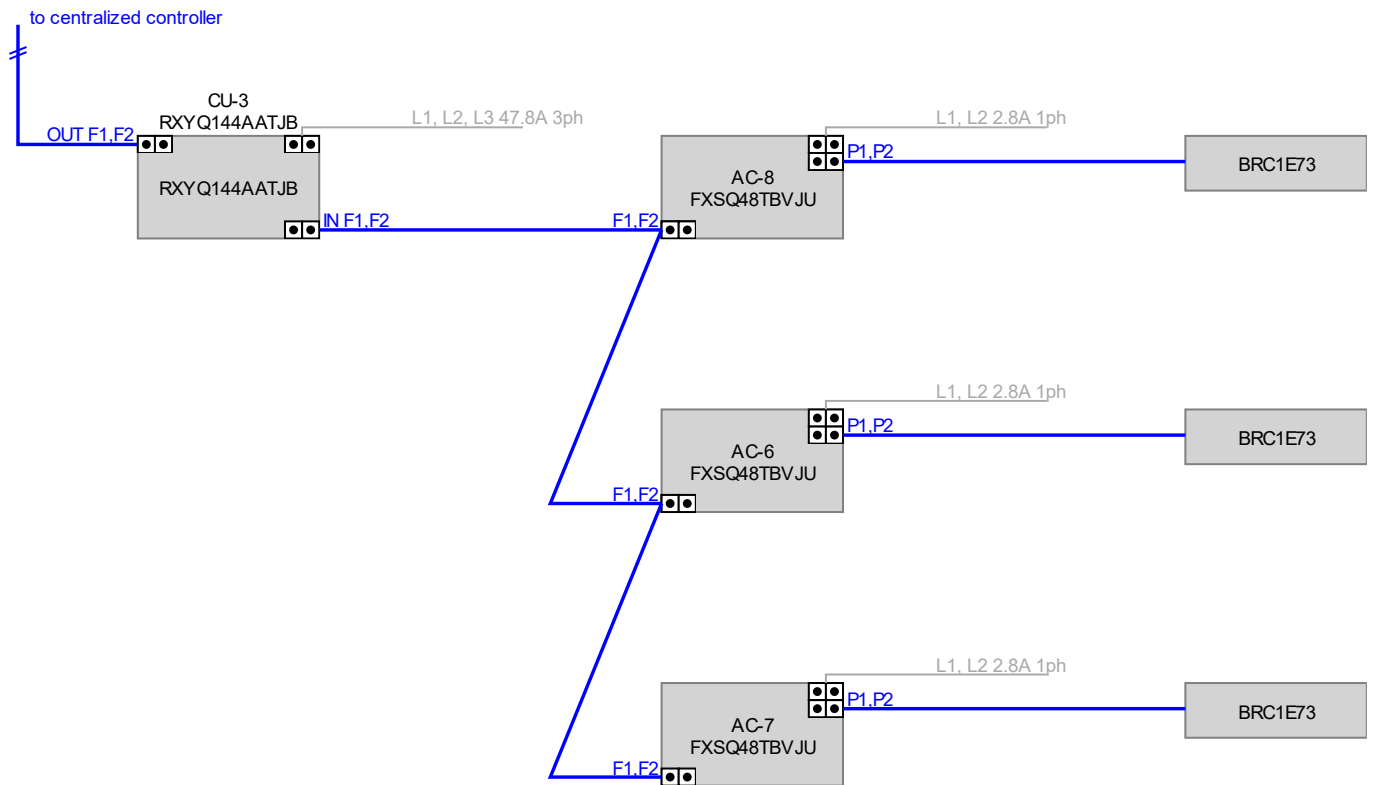 to centralized controller
CU-3
RXYQ144AATJB
L1, L2, L3 47.8A 3ph
OUT F1,F2
RXYQ144AATJB
IN F1,F2
L1, L2 2.8A 1ph
P1,P2
AC-8
FXSQ48TBVJU
F1,F2
BRC1E73
L1, L2 2.8A 1ph
P1,P2
AC-6
FXSQ48TBVJU
F1,F2
BRC1E73
L1, L2 2.8A 1ph
P1,P2
AC-7
FXSQ48TBVJU
F1,F2
BRC1E73